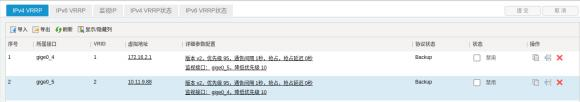 IPv4 VRRP IPv6 VRRP 监视IP IPv4 VRRP状态 IPv6 VRRP状态 提交 取消
导入 导出 刷新 显示/隐藏列
序号 所属接口 VRID 虚拟地址 详细参数配置 协议状态 状态 操作
1 gige0_4 1 172.16.2.1 版本 v2，优先级 95，通告间隔 1秒，抢占，抢占延迟 0秒 Backup 禁用
监视接口： gige0_5，降低优先级 10
2 gige0_5 2 10.11.9.88 版本 v2，优先级 95，通告间隔 1秒，抢占，抢占延迟 0秒 Backup 禁用
监视接口： gige0_4，降低优先级 10